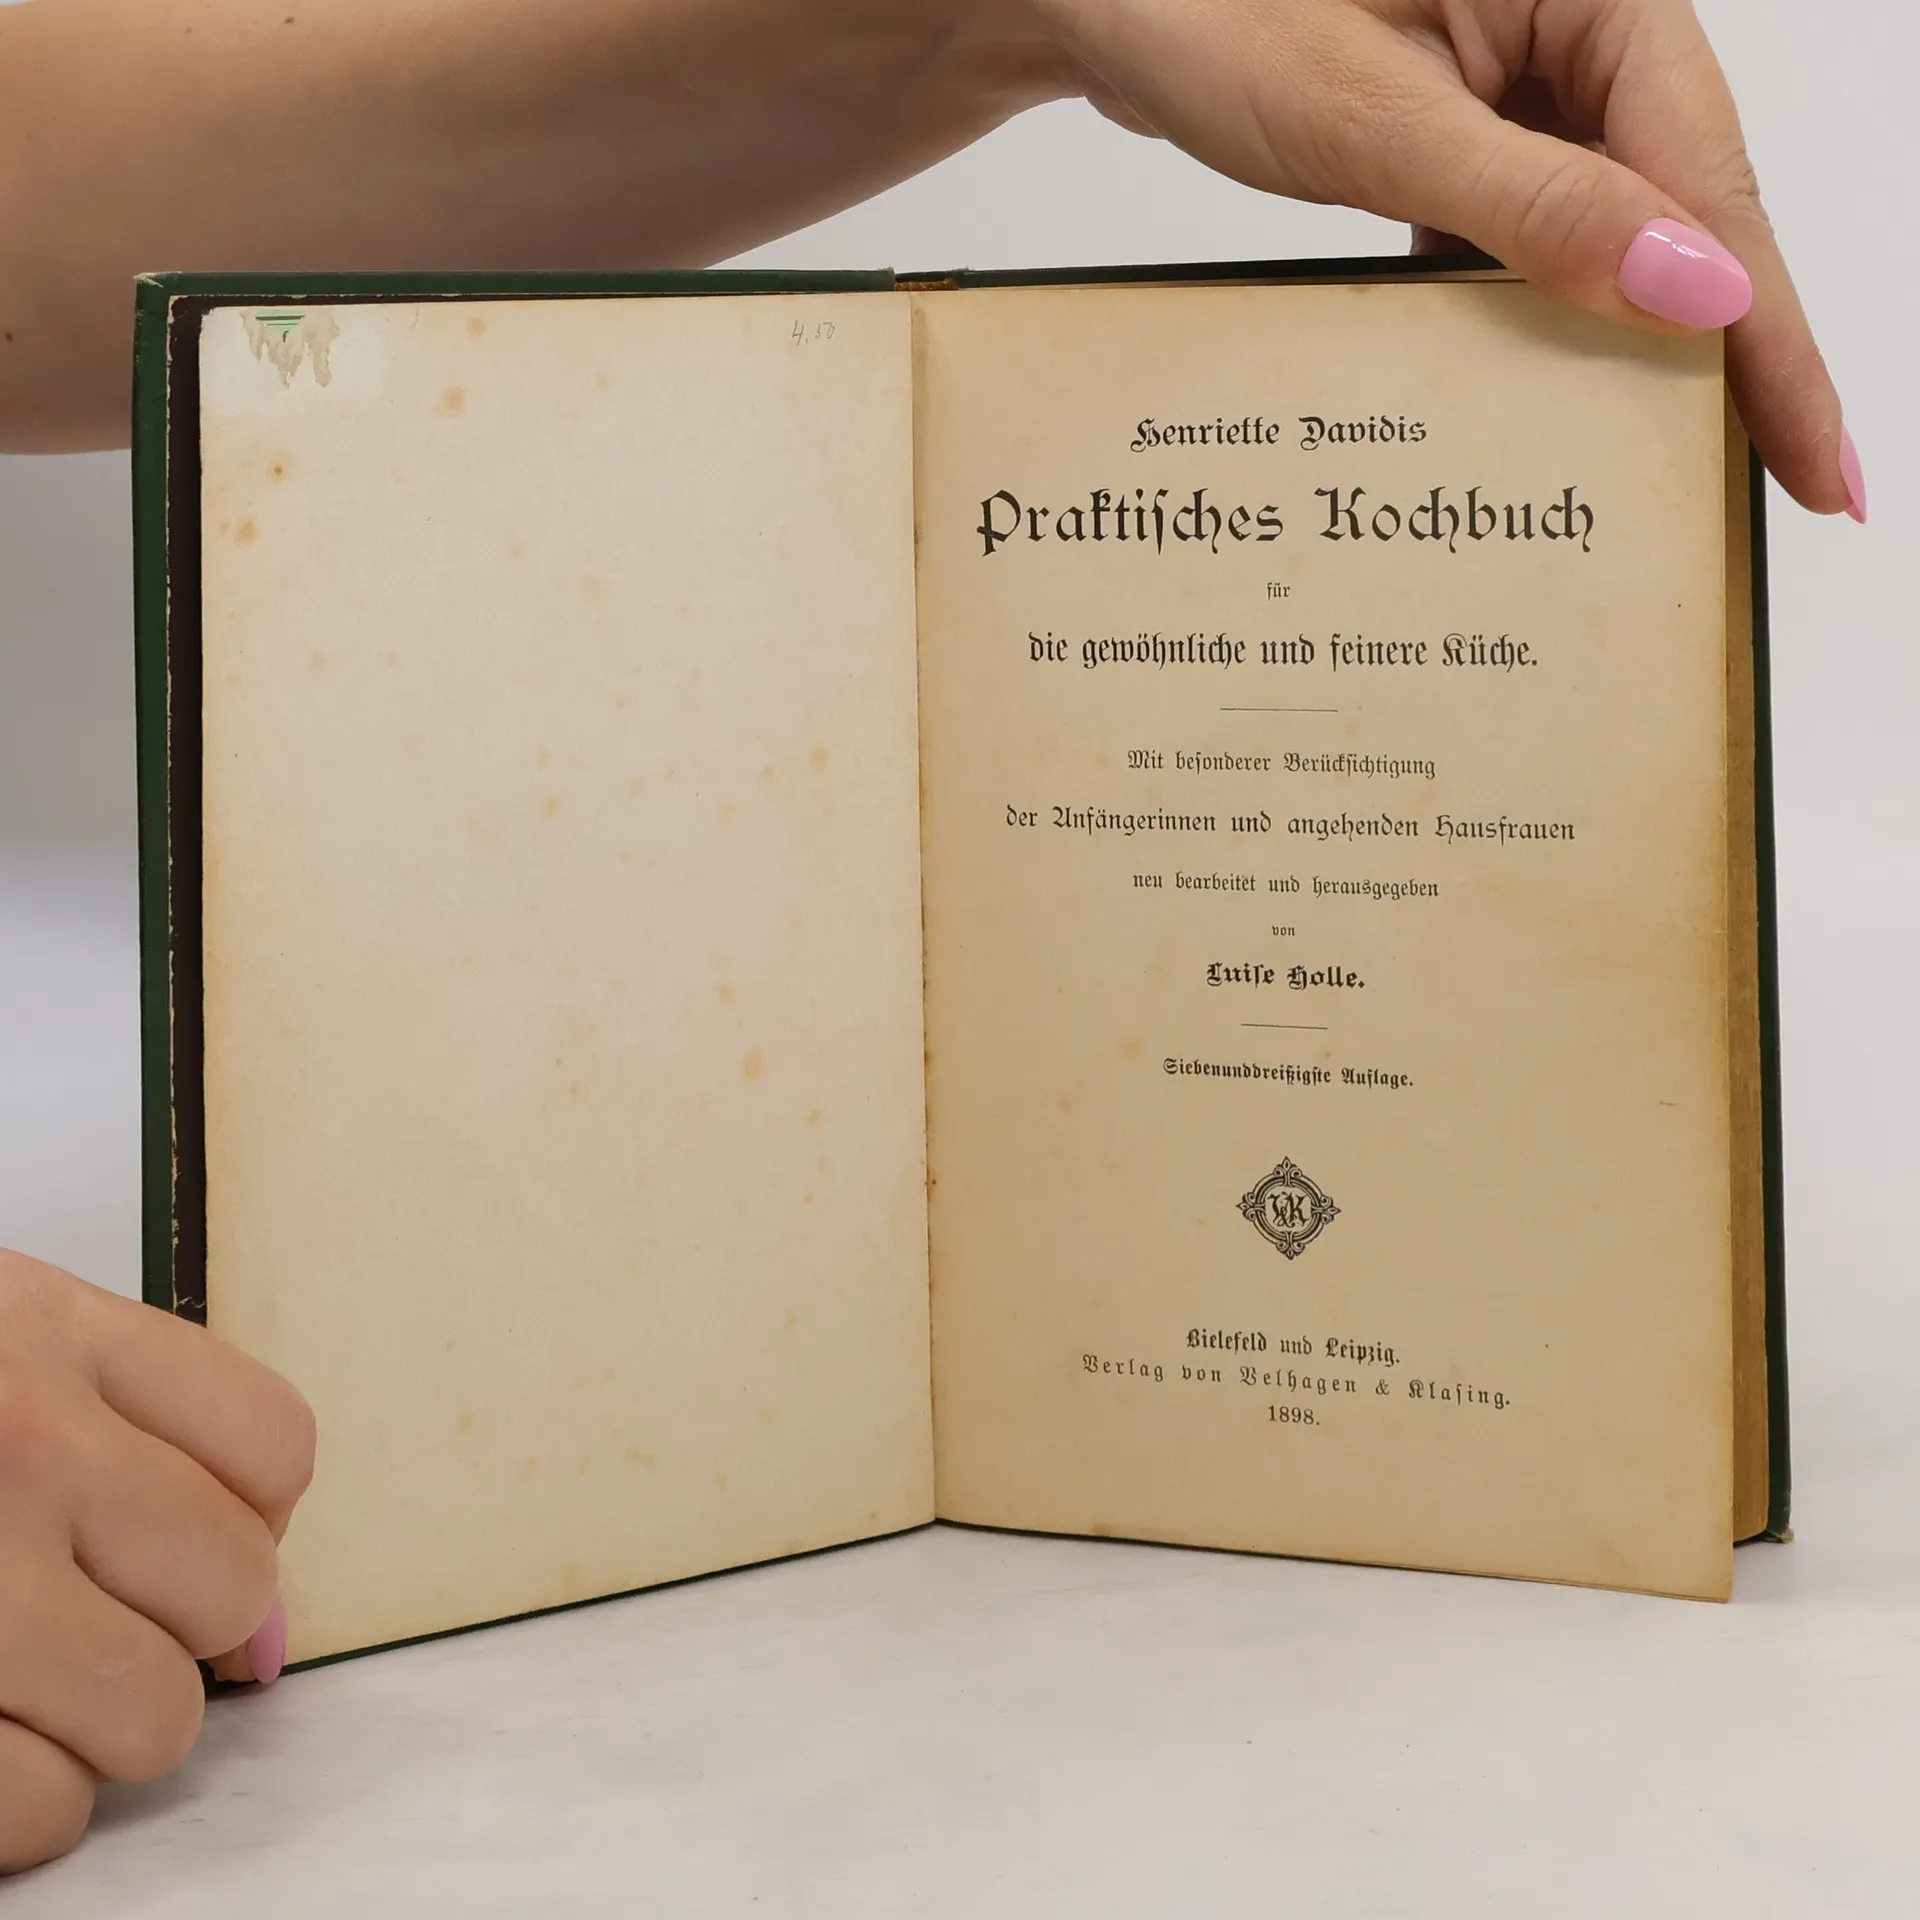 4.50
Henriette Davidis
Praktiſches Kochbuch
für
die gewöhnliche und feinere Küche.
Mit beſonderer Berückſichtigung
der Anfängerinnen und angehenden Hausfrauen
neu bearbeitet und herausgegeben
von
Luiſe Holle.
Siebenunddreißigſte Auflage.
V&K
Bielefeld und Leipzig.
Verlag von Velhagen & Klaſing.
1898.